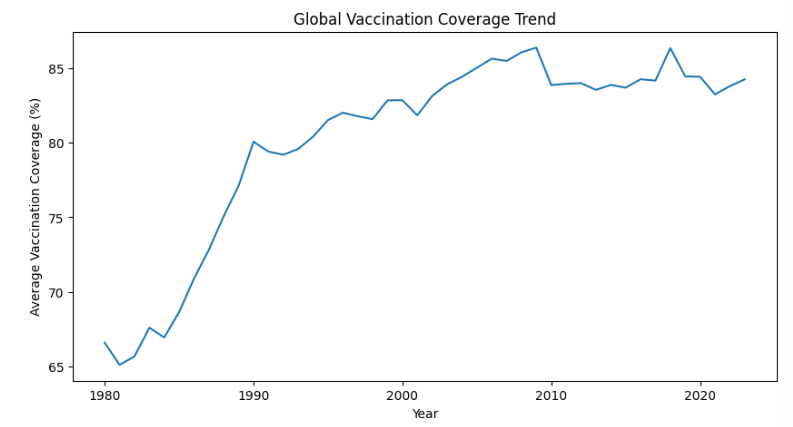 Global Vaccination Coverage Trend
Average Vaccination Coverage (%)
85
80
75
70
65
1980 1990 2000 2010 2020
Year